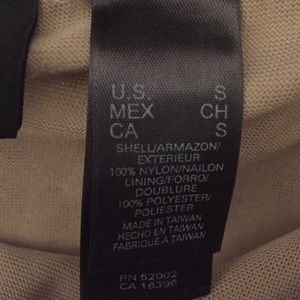 U.S. S
MEX CH
CA S
SHELL/ARMAZON/
EXTERIEUR
100% NYLON/NAILON
LINING/FORRO/
DOUBLURE
100% POLYESTER/
POLIESTER
MADE IN TAIWAN
HECHO EN TAIWAN
FABRIQUE A TAIWAN
RN 52002
CA 16396